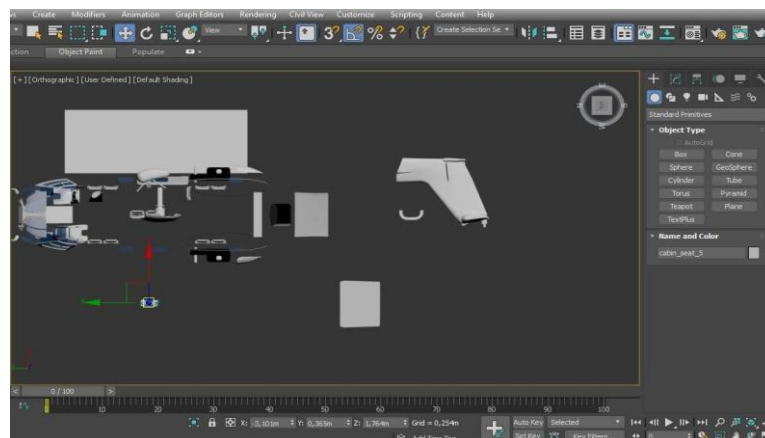 Create Modifiers Animation Graph Editors Rendering Civil View Customize Scripting Content Help
View
Create Selection Se
Object Paint Populate
[+] [Orthographic] [User Defined] [Default Shading]
Standard Primitives
Object Type
AutoGrid
Box Cone
Sphere GeoSphere
Cylinder Tube
Torus Pyramid
Teapot Plane
TextPlus
Name and Color
cabin_seat_5
0 / 100
10 20 30 40 50 60 70 80 90 100
X: -3,101m Y: 0,365m Z: 1,764m Grid = 0,254m
Auto Key Selected
Set Key Key Filters